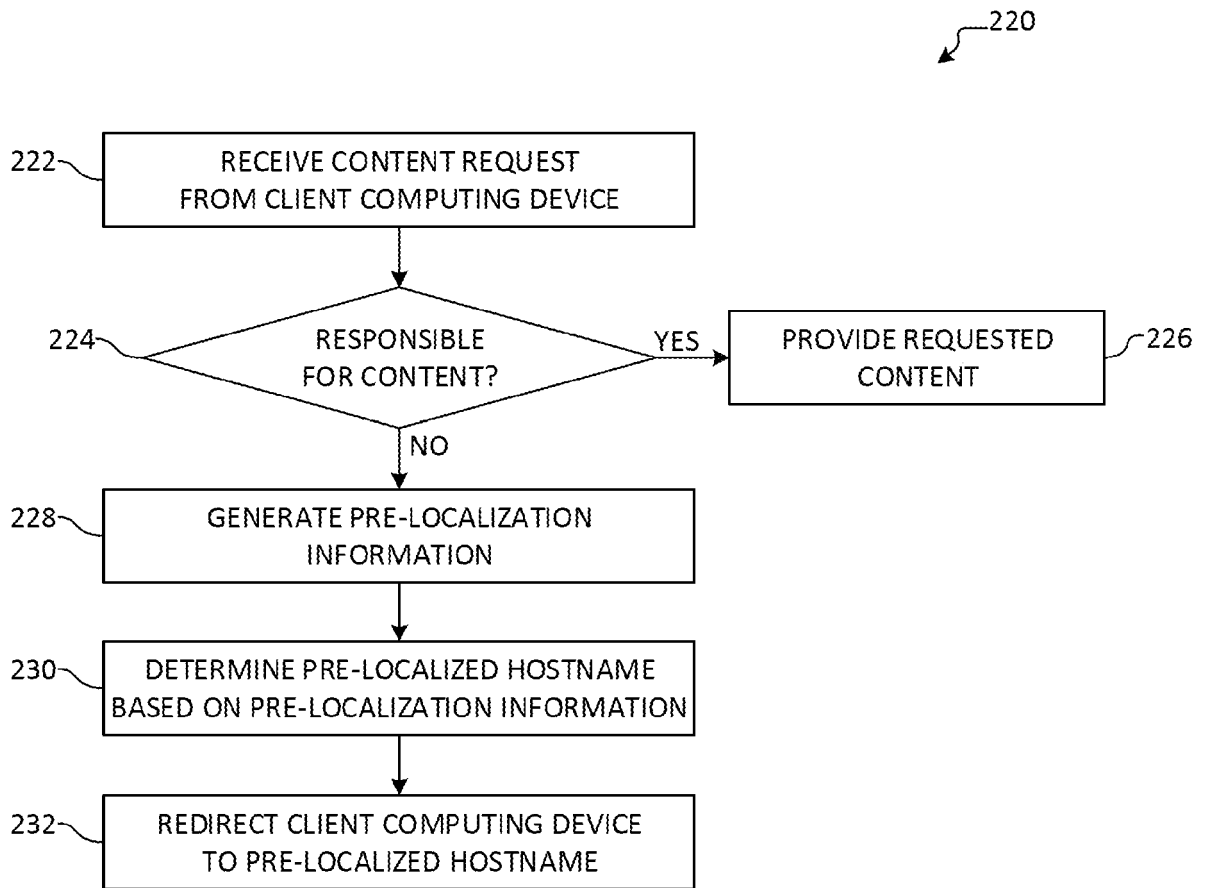 220
222
RECEIVE CONTENT REQUEST
FROM CLIENT COMPUTING DEVICE
224
RESPONSIBLE
FOR CONTENT?
YES
PROVIDE REQUESTED
CONTENT
226
NO
228
GENERATE PRE-LOCALIZATION
INFORMATION
230
DETERMINE PRE-LOCALIZED HOSTNAME
BASED ON PRE-LOCALIZATION INFORMATION
232
REDIRECT CLIENT COMPUTING DEVICE
TO PRE-LOCALIZED HOSTNAME